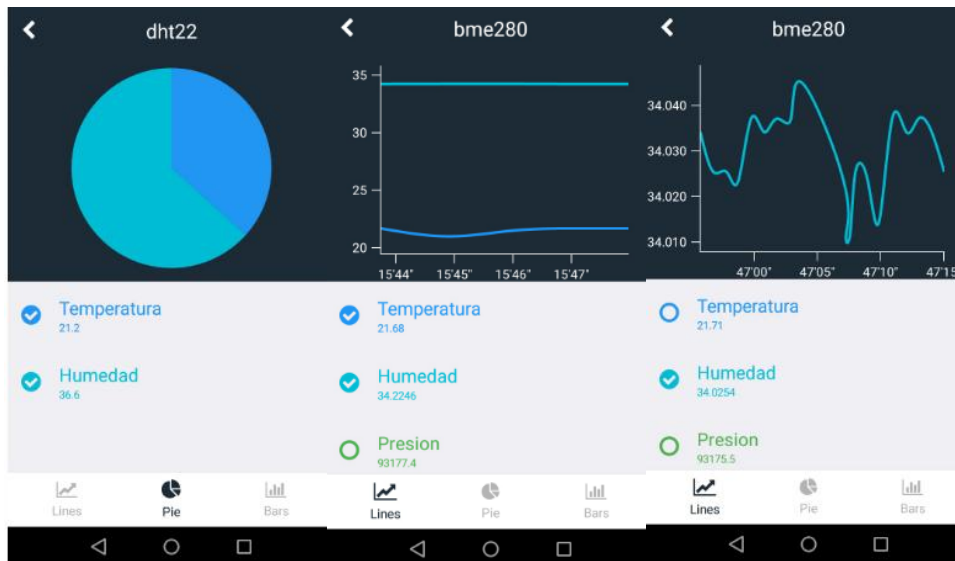 dht22
Temperatura
21.2
Humedad
36.6
Lines
Pie
Bars
bme280
35
30
25
20
15'44"
15'45"
15'46"
15'47"
Temperatura
21.68
Humedad
34.2246
Presion
93177.4
Lines
Pie
Bars
bme280
34.040
34.030
34.020
34.010
47'00"
47'05"
47'10"
47'15
Temperatura
21.71
Humedad
34.0254
Presion
93175.5
Lines
Pie
Bars